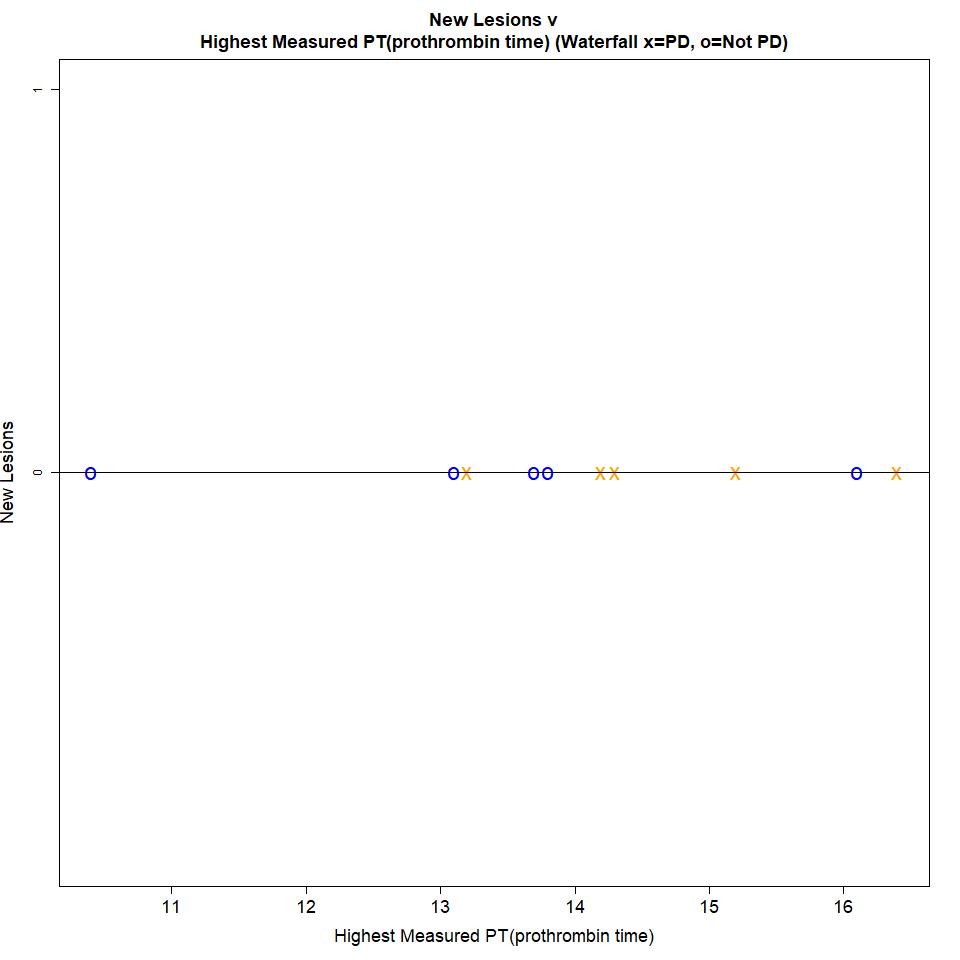 New Lesions v
Highest Measured PT(prothrombin time) (Waterfall x=PD, o=Not PD)
1
0
New Lesions
o o x o o x x x o x
11 12 13 14 15 16
Highest Measured PT(prothrombin time)